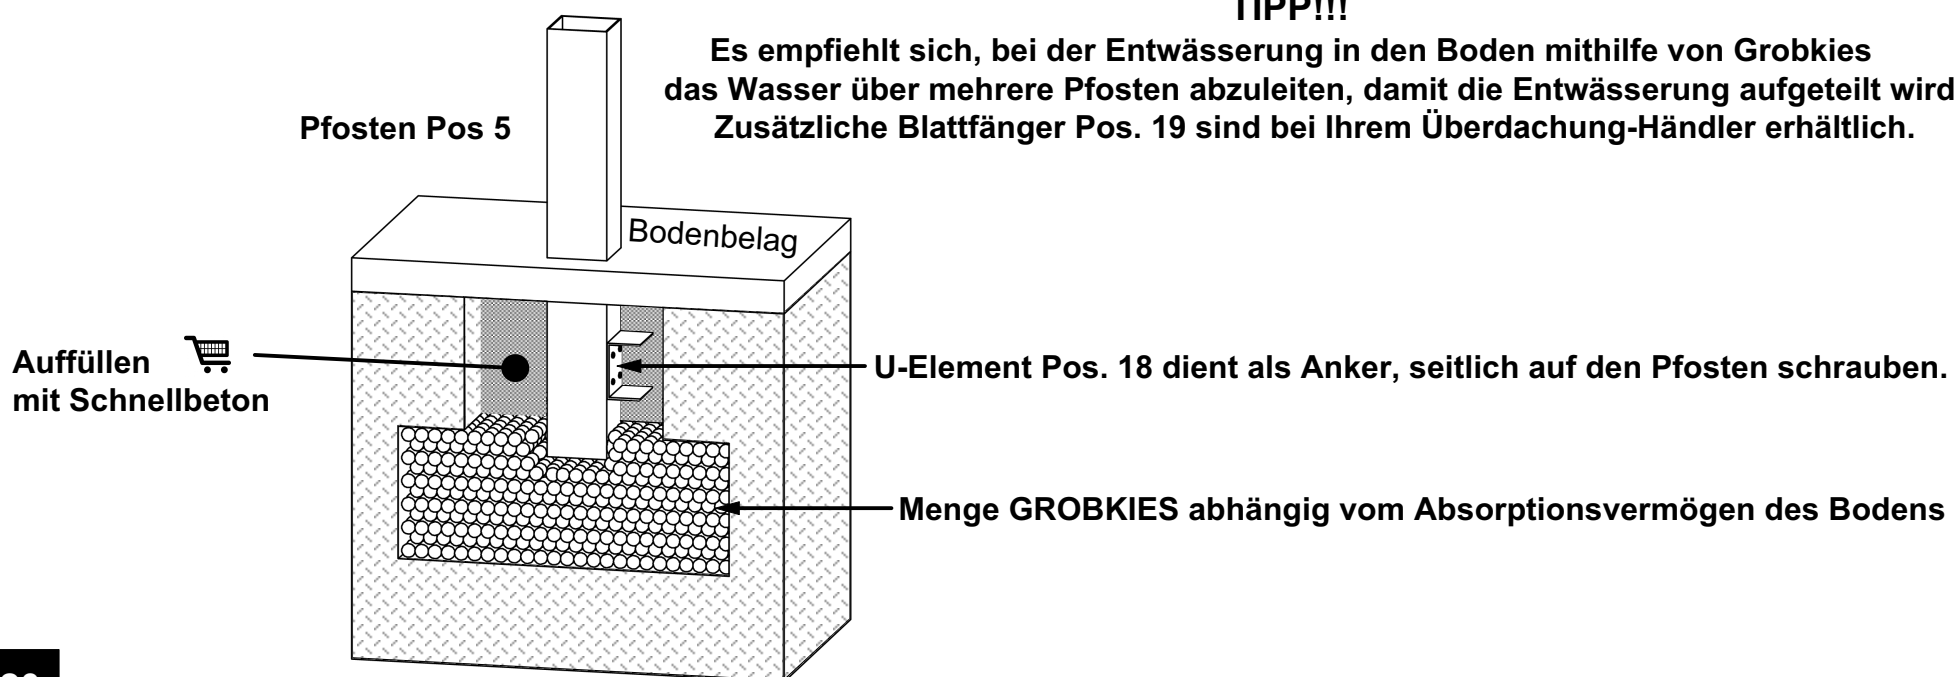 TIPP!!!
Es empfiehlt sich, bei der Entwässerung in den Boden mithilfe von Grobkies
das Wasser über mehrere Pfosten abzuleiten, damit die Entwässerung aufgeteilt wird
Zusätzliche Blattfänger Pos. 19 sind bei Ihrem Überdachung-Händler erhältlich.
Pfosten Pos 5
Bodenbelag
Auffüllen
mit Schnellbeton
U-Element Pos. 18 dient als Anker, seitlich auf den Pfosten schrauben.
Menge GROBKIES abhängig vom Absorptionsvermögen des Bodens